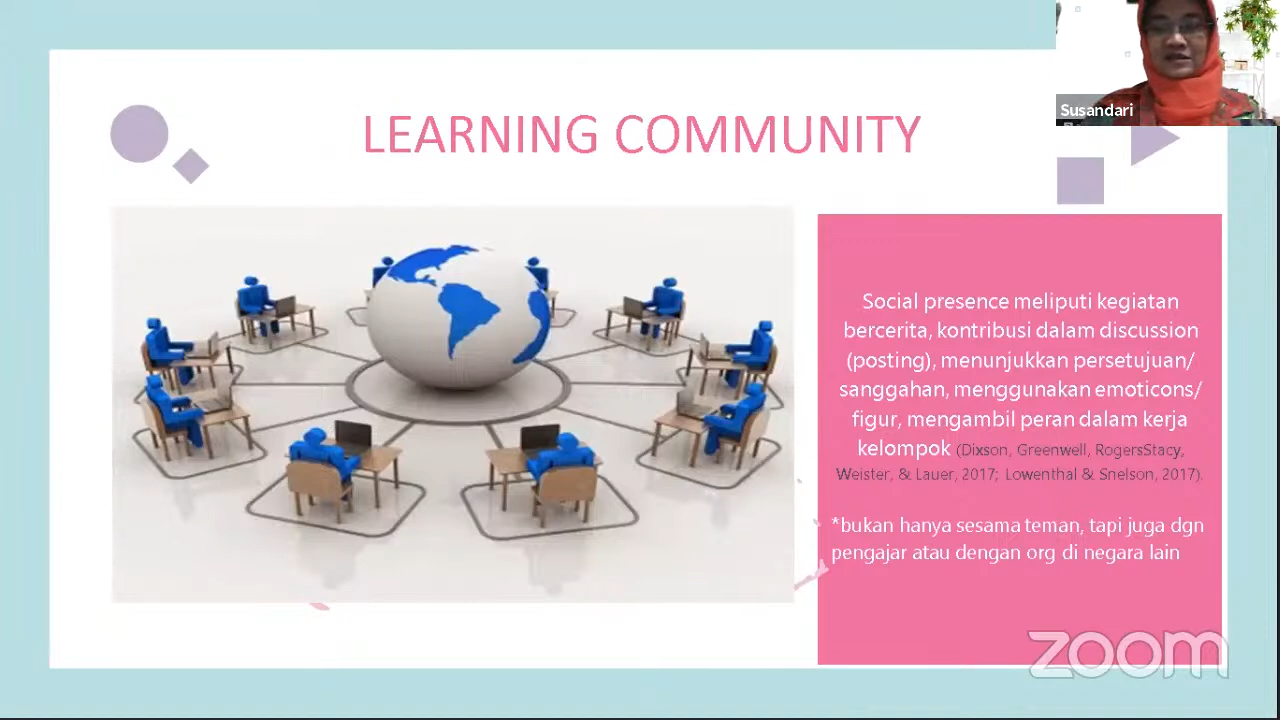 LEARNING COMMUNITY
Susandari
Social presence meliputi kegiatan
bercerita, kontribusi dalam discussion
(posting), menunjukkan persetujuan/
sanggahan, menggunakan emoticons/
figur, mengambil peran dalam kerja
kelompok (Dixson, Greenwell, RogersStacy,
Weister, & Lauer, 2017; Lowenthal & Snelson, 2017).
*bukan hanya sesama teman, tapi juga dgn
pengajar atau dengan org di negara lain
zoom